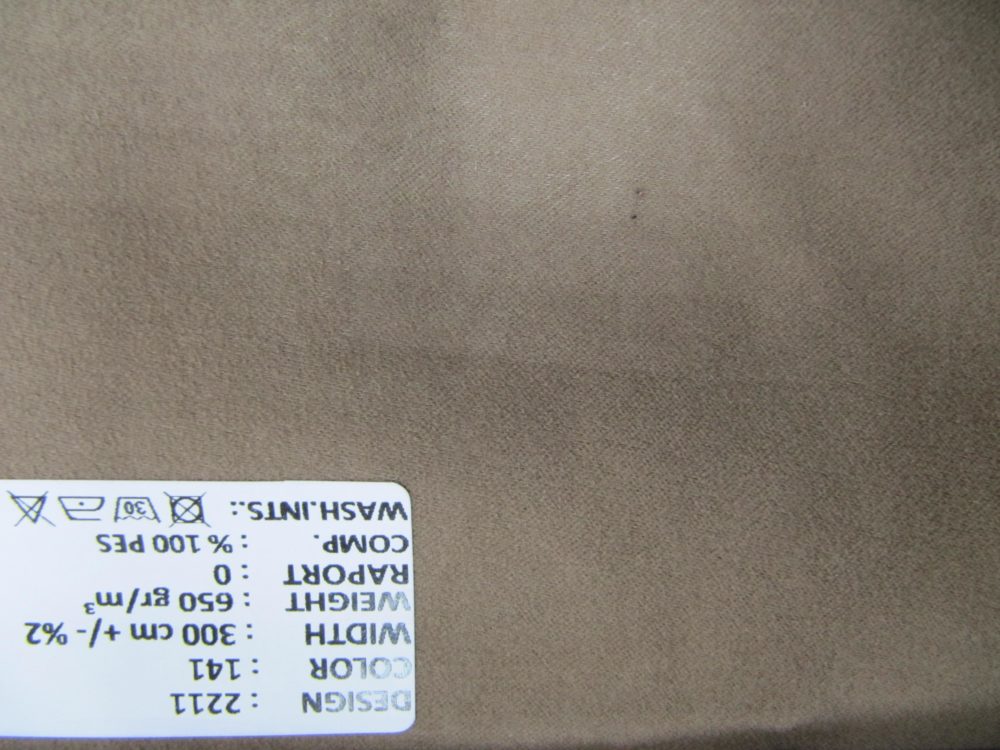 DESIGN : 2211
COLOR : 141
WIDTH : 300 cm +/- %2
WEIGHT : 650 gr/m³
RAPORT : 0
COMP. : % 100 PES
WASH.INTS.: 30